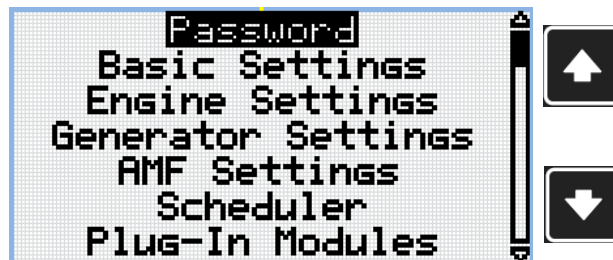 Password
Basic Settings
Engine Settings
Generator Settings
AMF Settings
Scheduler
Plug-In Modules